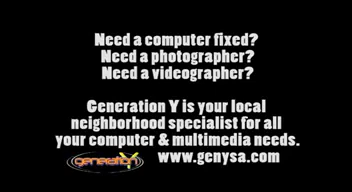 Need a computer fixed?
Need a photographer?
Need a videographer?
Generation Y is your local
neighborhood specialist for all
your computer & multimedia needs.
generation Y www.genysa.com